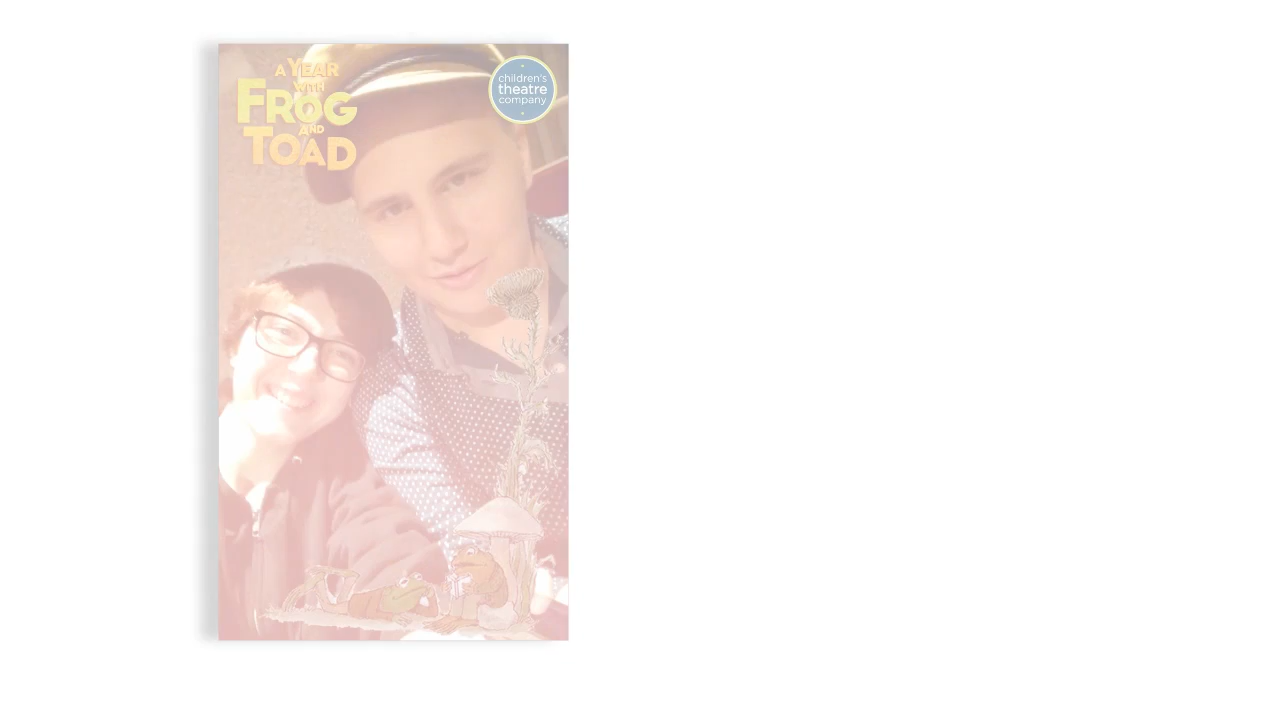 A YEAR
WITH
FROG
AND
TOAD
children's
theatre
company